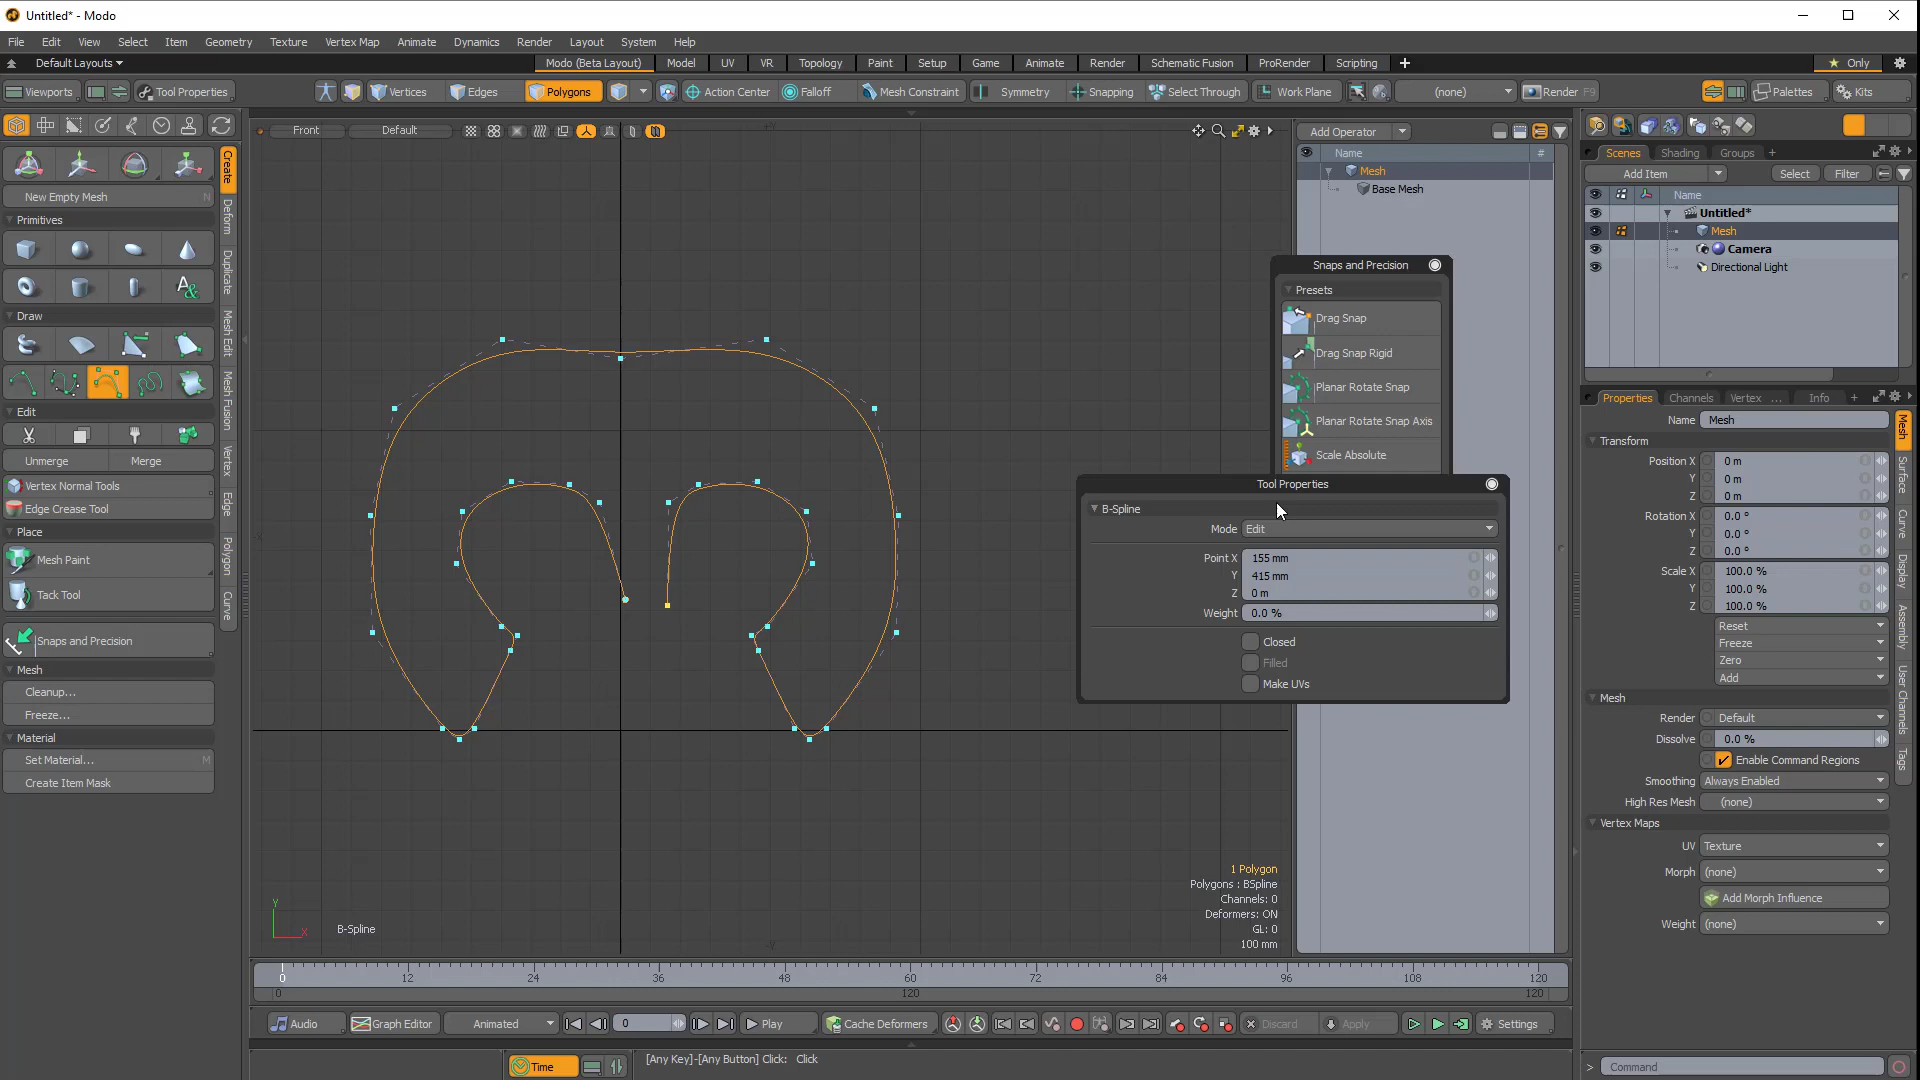 Untitled* - Modo
File Edit View Select Item Geometry Texture Vertex Map Animate Dynamics Render Layout System Help
Default Layouts
Modo (Beta Layout) Model UV VR Topology Paint Setup Game Animate Render Schematic Fusion ProRender Scripting +
Only
Viewports Tool Properties Vertices Edges Polygons Action Center Falloff Mesh Constraint Symmetry Snapping Select Through Work Plane (none) Render F9 Palettes Kits
Front Default
Create
Deform
Duplicate
Mesh Edit
Mesh Fusion
Vertex
Edge
Polygon
Curve
New Empty Mesh N
Primitives
Draw
Edit
Unmerge Merge
Vertex Normal Tools
Edge Crease Tool
Place
Mesh Paint
Tack Tool
Snaps and Precision
Mesh
Cleanup...
Freeze...
Material
Set Material... M
Create Item Mask
B-Spline
Y
X
1 Polygon
Polygons : BSpline
Channels: 0
Deformers: ON
GL: 0
100 mm
Add Operator
Name #
Mesh
Base Mesh
Snaps and Precision
Presets
Drag Snap
Drag Snap Rigid
Planar Rotate Snap
Planar Rotate Snap Axis
Scale Absolute
Tool Properties
B-Spline
Mode Edit
Point X 155 mm
Y 415 mm
Z 0 m
Weight 0.0 %
Closed
Filled
Make UVs
Scenes Shading Groups +
Add Item Select Filter
Name
Untitled*
Mesh
Camera
Directional Light
Properties Channels Vertex ... Info +
Name Mesh
Transform
Position X 0 m
Y 0 m
Z 0 m
Rotation X 0.0 °
Y 0.0 °
Z 0.0 °
Scale X 100.0 %
Y 100.0 %
Z 100.0 %
Reset
Freeze
Zero
Add
Mesh
Render Default
Dissolve 0.0 %
Enable Command Regions
Smoothing Always Enabled
High Res Mesh (none)
Vertex Maps
UV Texture
Morph (none)
Add Morph Influence
Weight (none)
Mesh
Surface
Curve
Display
Assembly
User Channels
Tags
0 12 24 36 48 60 72 84 96 108 120
0 120 120
Audio Graph Editor Animated 0 Play Cache Deformers Discard Apply Settings
Time [Any Key]-[Any Button] Click: Click
> Command